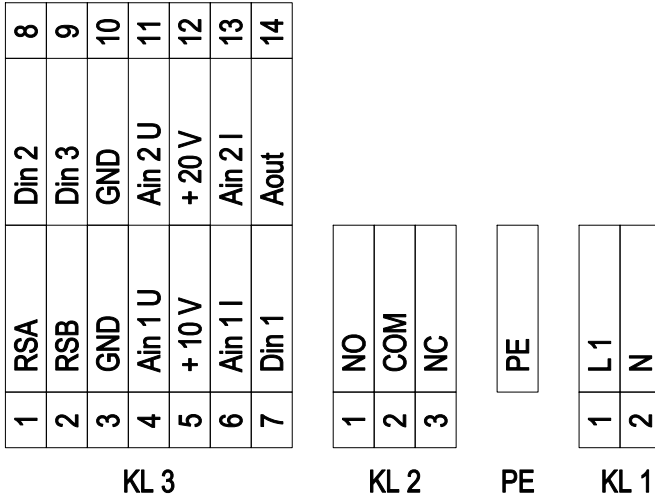 8 9 10 11 12 13 14
Din 2
Din 3
GND
Ain 2 U
+ 20 V
Ain 2 I
Aout
RSA
RSB
GND
Ain 1 U
+ 10 V
Ain 1 I
Din 1
1 2 3 4 5 6 7
KL 3
NO
COM
NC
1 2 3
KL 2
PE
PE
L1
N
1 2
KL 1